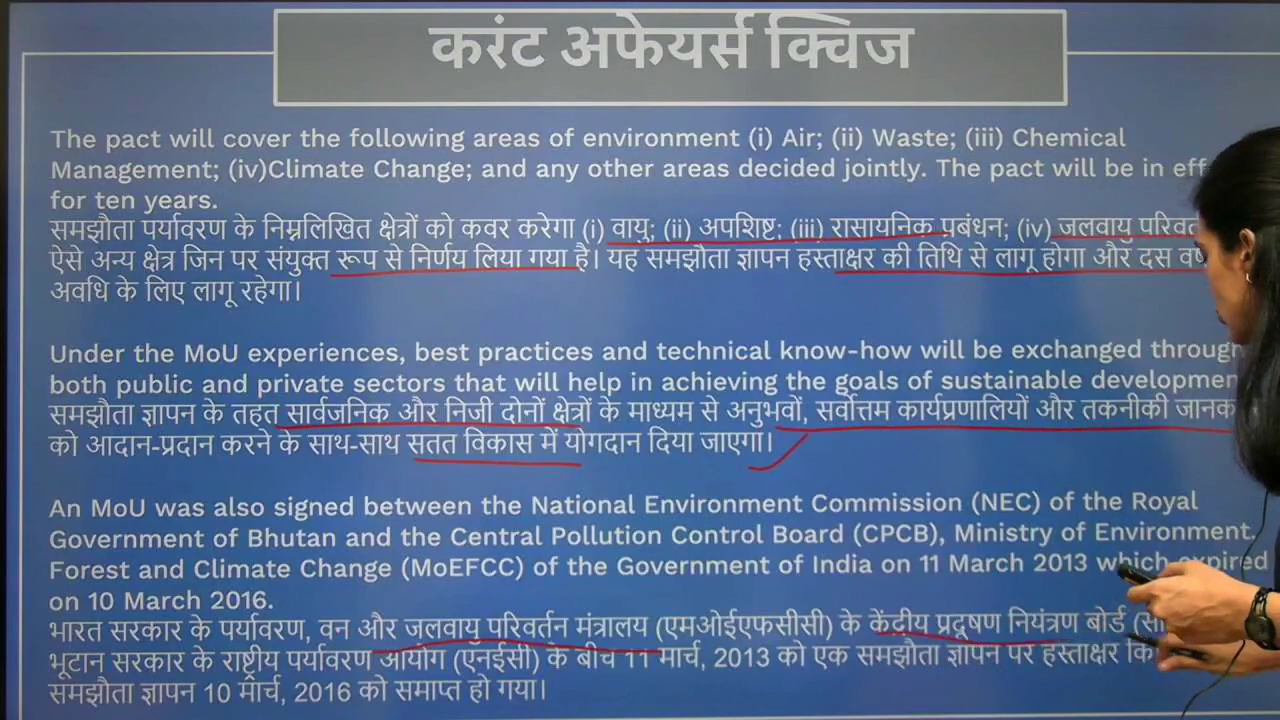 करंट अफेयर्स क्विज
The pact will cover the following areas of environment (i) Air; (ii) Waste; (iii) Chemical
Management; (iv)Climate Change; and any other areas decided jointly. The pact will be in
for ten years.
समझौता पर्यावरण के निम्नलिखित क्षेत्रों को कवर करेगा (i) वायु; (ii) अपशिष्ट; (iii) रासायनिक प्रबंधन; (iv) जलवायु
ऐसे अन्य क्षेत्र जिन पर संयुक्त रूप से निर्णय लिया गया है। यह समझौता ज्ञापन हस्ताक्षर की तिथि से लागू होगा और दस
अवधि के लिए लागू रहेगा।
Under the MoU experiences, best practices and technical know-how will be exchanged through
both public and private sectors that will help in achieving the goals of sustainable
समझौता ज्ञापन के तहत सार्वजनिक और निजी दोनों क्षेत्रों के माध्यम से अनुभवों, सर्वोत्तम कार्यप्रणालियों और तकनीकी
को आदान-प्रदान करने के साथ-साथ सतत विकास में योगदान दिया जाएगा।
An MoU was also signed between the National Environment Commission (NEC) of the Royal
Government of Bhutan and the Central Pollution Control Board (CPCB), Ministry of Environment.
Forest and Climate Change (MoEFCC) of the Government of India on 11 March 2013 which expired
on 10 March 2016.
भारत सरकार के पर्यावरण, वन और जलवायु परिवर्तन मंत्रालय (एमओईएफसीसी) के केंद्रीय प्रदूषण नियंत्रण बोर्ड
भूटान सरकार के राष्ट्रीय पर्यावरण आयोग (एनईसी) के बीच 11 मार्च, 2013 को एक समझौता ज्ञापन पर हस्ताक्षर
समझौता ज्ञापन 10 मार्च, 2016 को समाप्त हो गया।